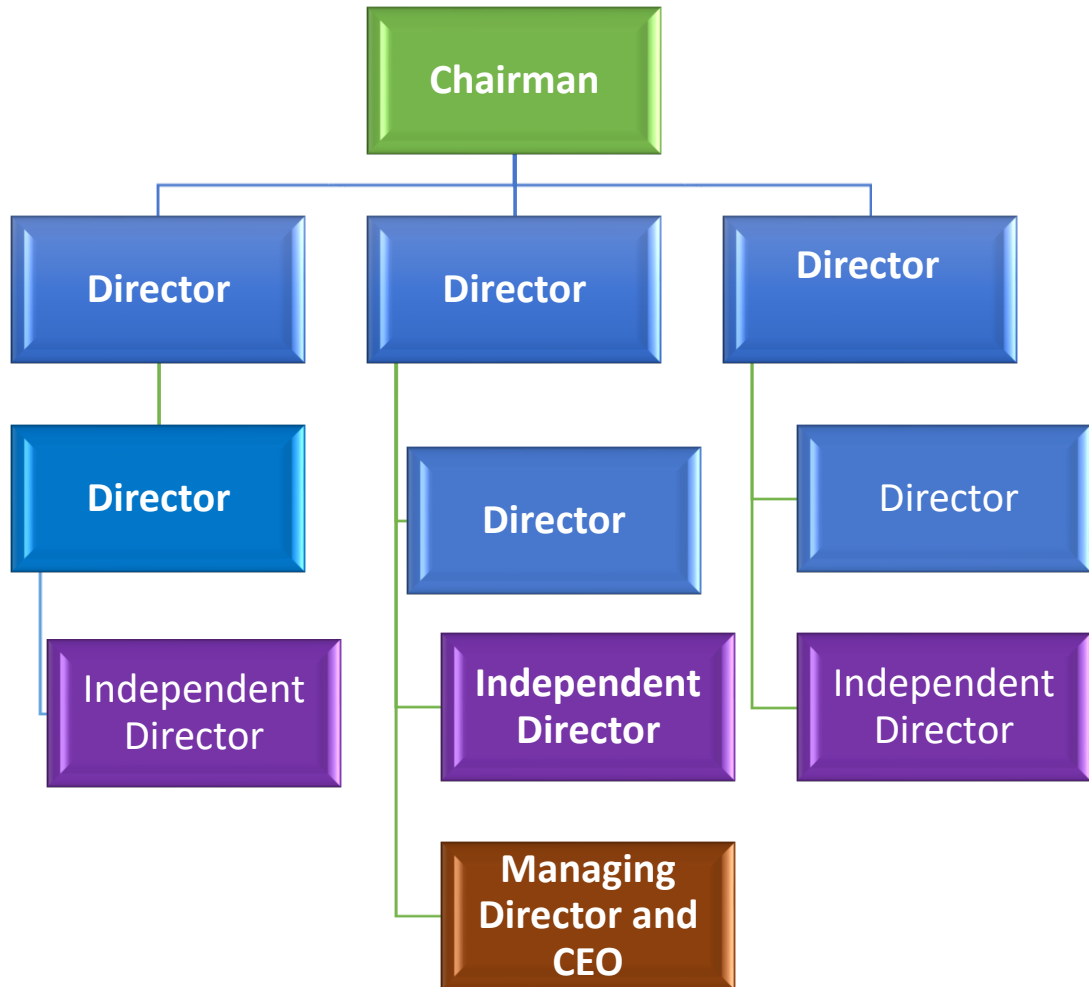 Chairman
Director
Director
Director
Director
Director
Director
Independent
Director
Independent
Director
Independent
Director
Managing
Director and
CEO